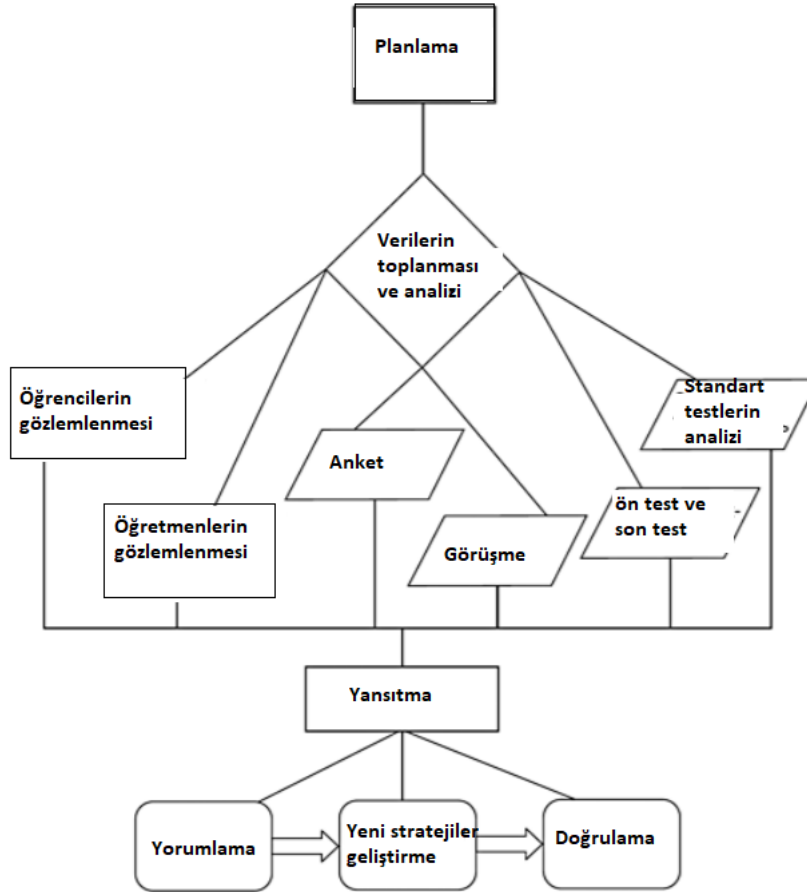 Planlama
Verilerin
toplanması
ve analizi
Öğrencilerin
gözlemlenmesi
Öğretmenlerin
gözlemlenmesi
Anket
Görüşme
ön test ve
son test
Standart
testlerin
analizi
Yansıtma
Yorumlama
Yeni stratejiler
geliştirme
Doğrulama